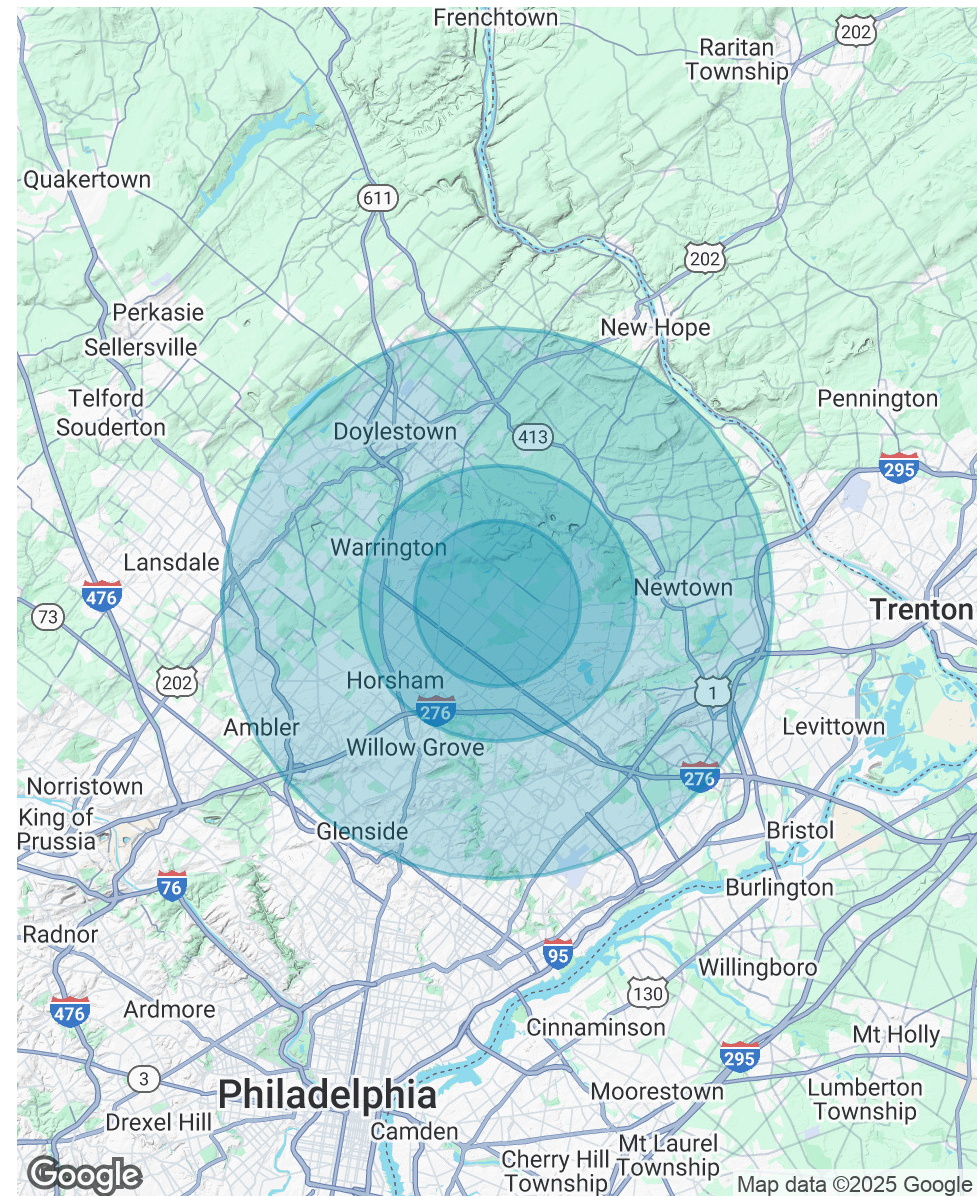 Frenchtown
202
Raritan
Township
Quakertown
611
202
Perkasie
New Hope
Sellersville
Telford
Souderton
Pennington
Doylestown
413
295
Warrington
Lansdale
Newtown
476
73
Trenton
202
Horsham
1
276
Ambler
Levittown
Willow Grove
276
Norristown
King of
Prussia
Glenside
Bristol
76
Burlington
Radnor
95
Willingboro
130
476
Ardmore
Cinnaminson
Mt Holly
295
3
Philadelphia
Moorestown
Lumberton
Township
Drexel Hill
Camden
Mt Laurel
Township
Cherry Hill
Township
Google
Map data ©2025 Google